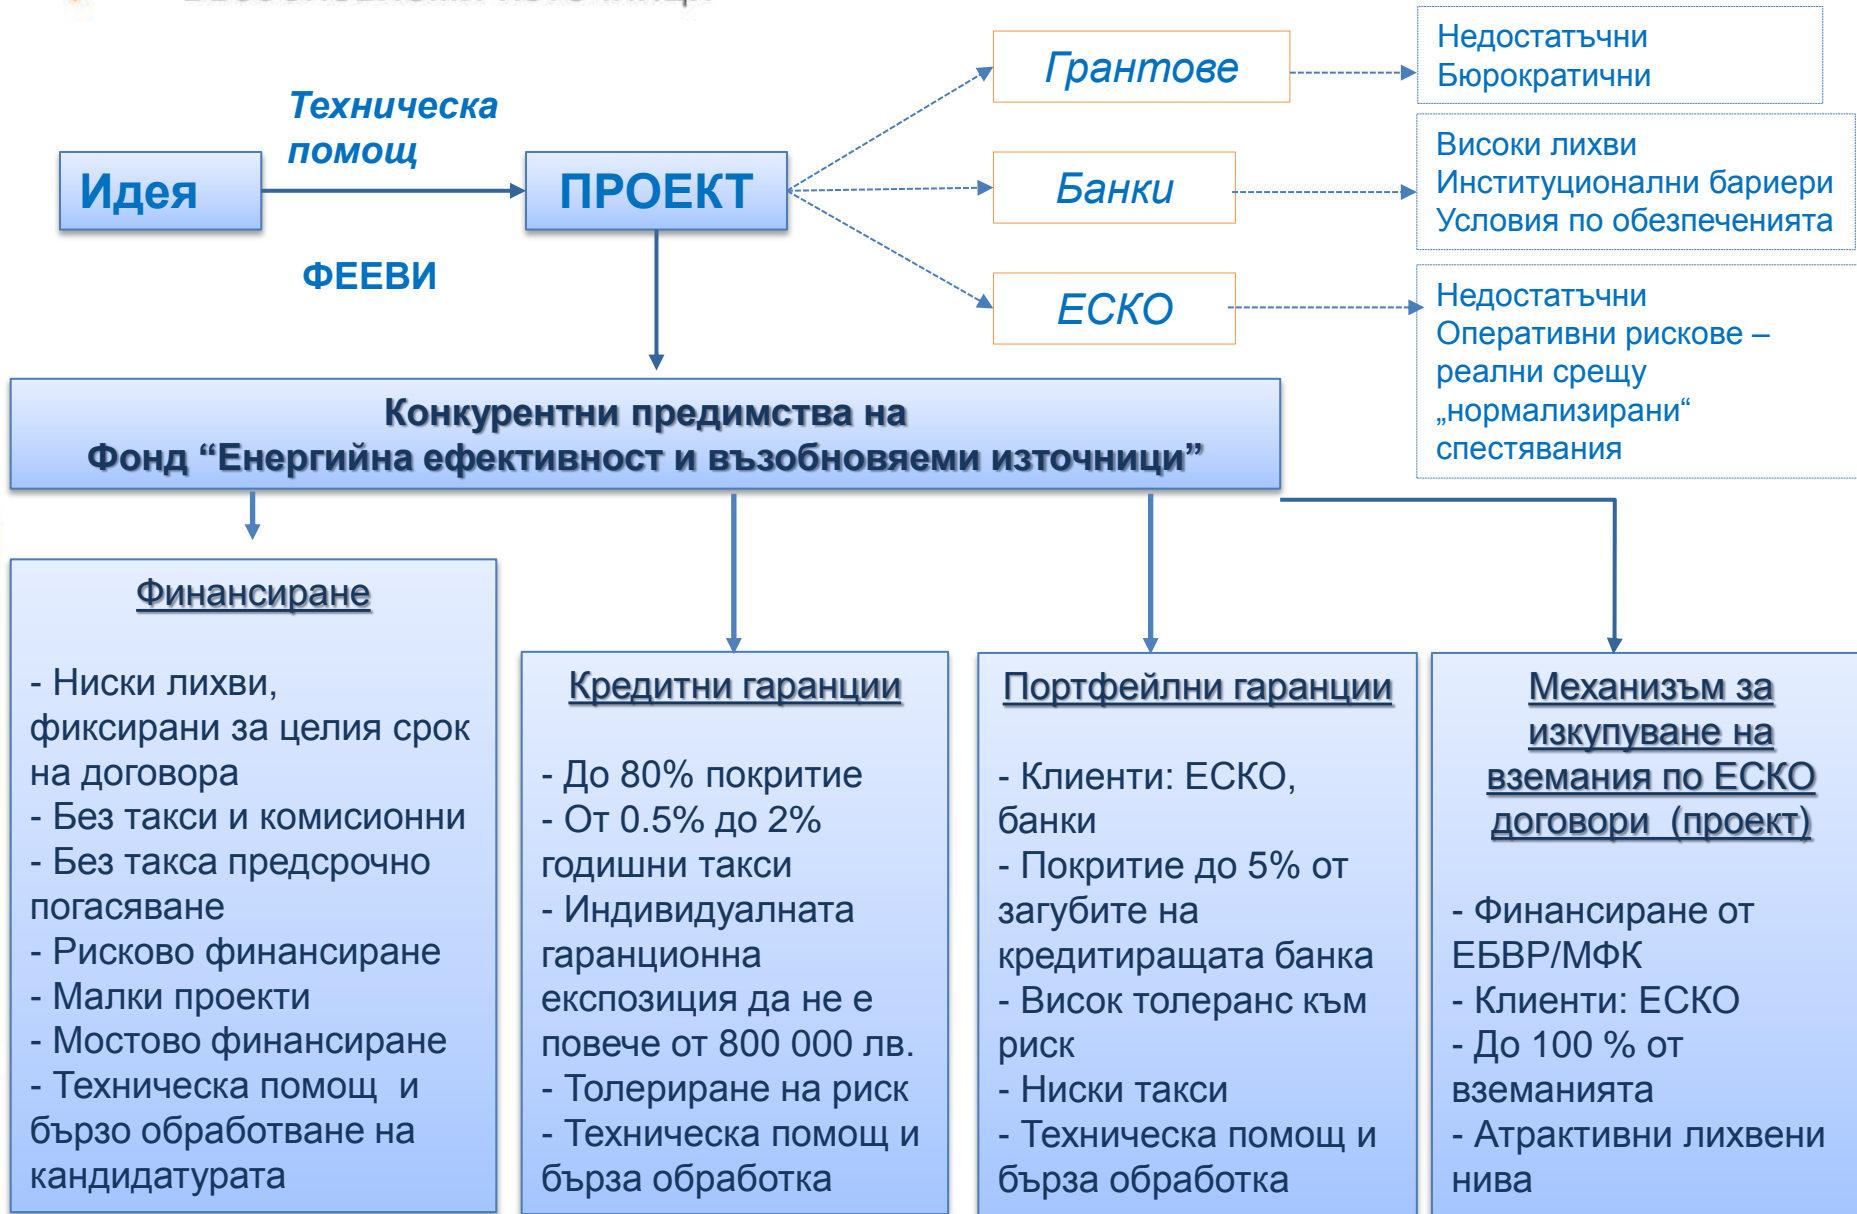 Техническа
помощ
Идея
ПРОЕКТ
ФЕЕВИ
Грантове
Недостатъчни
Бюрократични
Банки
Високи лихви
Институционални бариери
Условия по обезпеченията
ЕСКО
Недостатъчни
Оперативни рискове –
реални срещу
„нормализирани“
спестявания
Конкурентни предимства на
Фонд “Енергийна ефективност и възобновяеми източници”
Финансиране
- Ниски лихви,
фиксирани за целия срок
на договора
- Без такси и комисионни
- Без такса предсрочно
погасяване
- Рисково финансиране
- Малки проекти
- Мостово финансиране
- Техническа помощ и
бързо обработване на
кандидатурата
Кредитни гаранции
- До 80% покритие
- От 0.5% до 2%
годишни такси
- Индивидуалната
гаранционна
експозиция да не е
повече от 800 000 лв.
- Толериране на риск
- Техническа помощ и
бърза обработка
Портфейлни гаранции
- Клиенти: ЕСКО,
банки
- Покритие до 5% от
загубите на
кредитиращата банка
- Висок толеранс към
риск
- Ниски такси
- Техническа помощ и
бърза обработка
Механизъм за
изкупуване на
вземания по ЕСКО
договори (проект)
- Финансиране от
ЕБВР/МФК
- Клиенти: ЕСКО
- До 100 % от
вземанията
- Атрактивни лихвени
нива